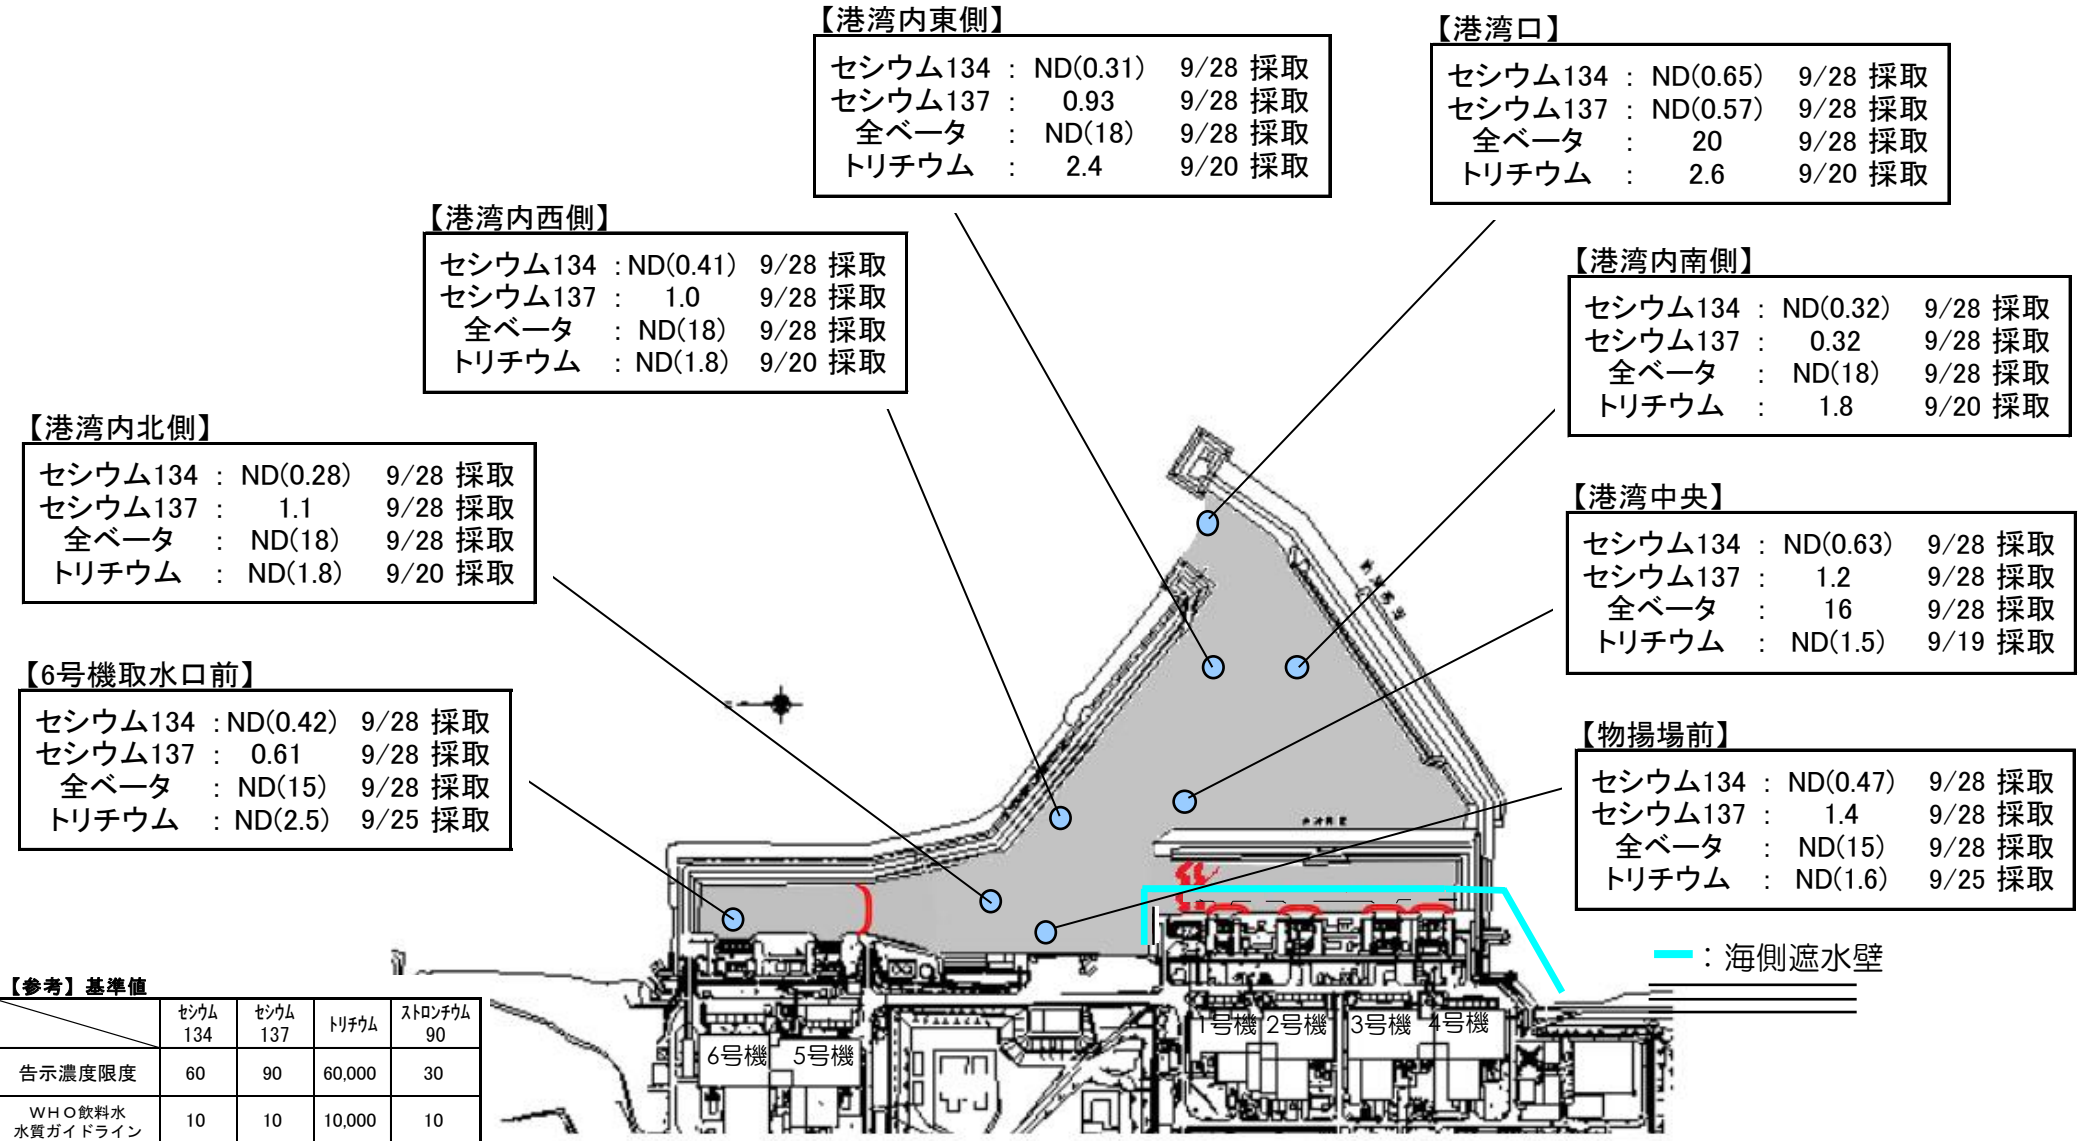 【港湾内東側】
セシウム134 : ND(0.31) 9/28 採取
セシウム137 : 0.93 9/28 採取
全ベータ : ND(18) 9/28 採取
トリチウム : 2.4 9/20 採取
【港湾口】
セシウム134 : ND(0.65) 9/28 採取
セシウム137 : ND(0.57) 9/28 採取
全ベータ : 20 9/28 採取
トリチウム : 2.6 9/20 採取
【港湾内西側】
セシウム134 : ND(0.41) 9/28 採取
セシウム137 : 1.0 9/28 採取
全ベータ : ND(18) 9/28 採取
トリチウム : ND(1.8) 9/20 採取
【港湾内南側】
セシウム134 : ND(0.32) 9/28 採取
セシウム137 : 0.32 9/28 採取
全ベータ : ND(18) 9/28 採取
トリチウム : 1.8 9/20 採取
【港湾内北側】
セシウム134 : ND(0.28) 9/28 採取
セシウム137 : 1.1 9/28 採取
全ベータ : ND(18) 9/28 採取
トリチウム : ND(1.8) 9/20 採取
【港湾中央】
セシウム134 : ND(0.63) 9/28 採取
セシウム137 : 1.2 9/28 採取
全ベータ : 16 9/28 採取
トリチウム : ND(1.5) 9/19 採取
【6号機取水口前】
セシウム134 : ND(0.42) 9/28 採取
セシウム137 : 0.61 9/28 採取
全ベータ : ND(15) 9/28 採取
トリチウム : ND(2.5) 9/25 採取
【物揚場前】
セシウム134 : ND(0.47) 9/28 採取
セシウム137 : 1.4 9/28 採取
全ベータ : ND(15) 9/28 採取
トリチウム : ND(1.6) 9/25 採取
：海側遮水壁
1号機 2号機 3号機 4号機
6号機 5号機
【参考】基準値
セシウム134 セシウム137 トリチウム ストロンチウム90
告示濃度限度 60 90 60,000 30
ＷＨＯ飲料水
水質ガイドライン 10 10 10,000 10